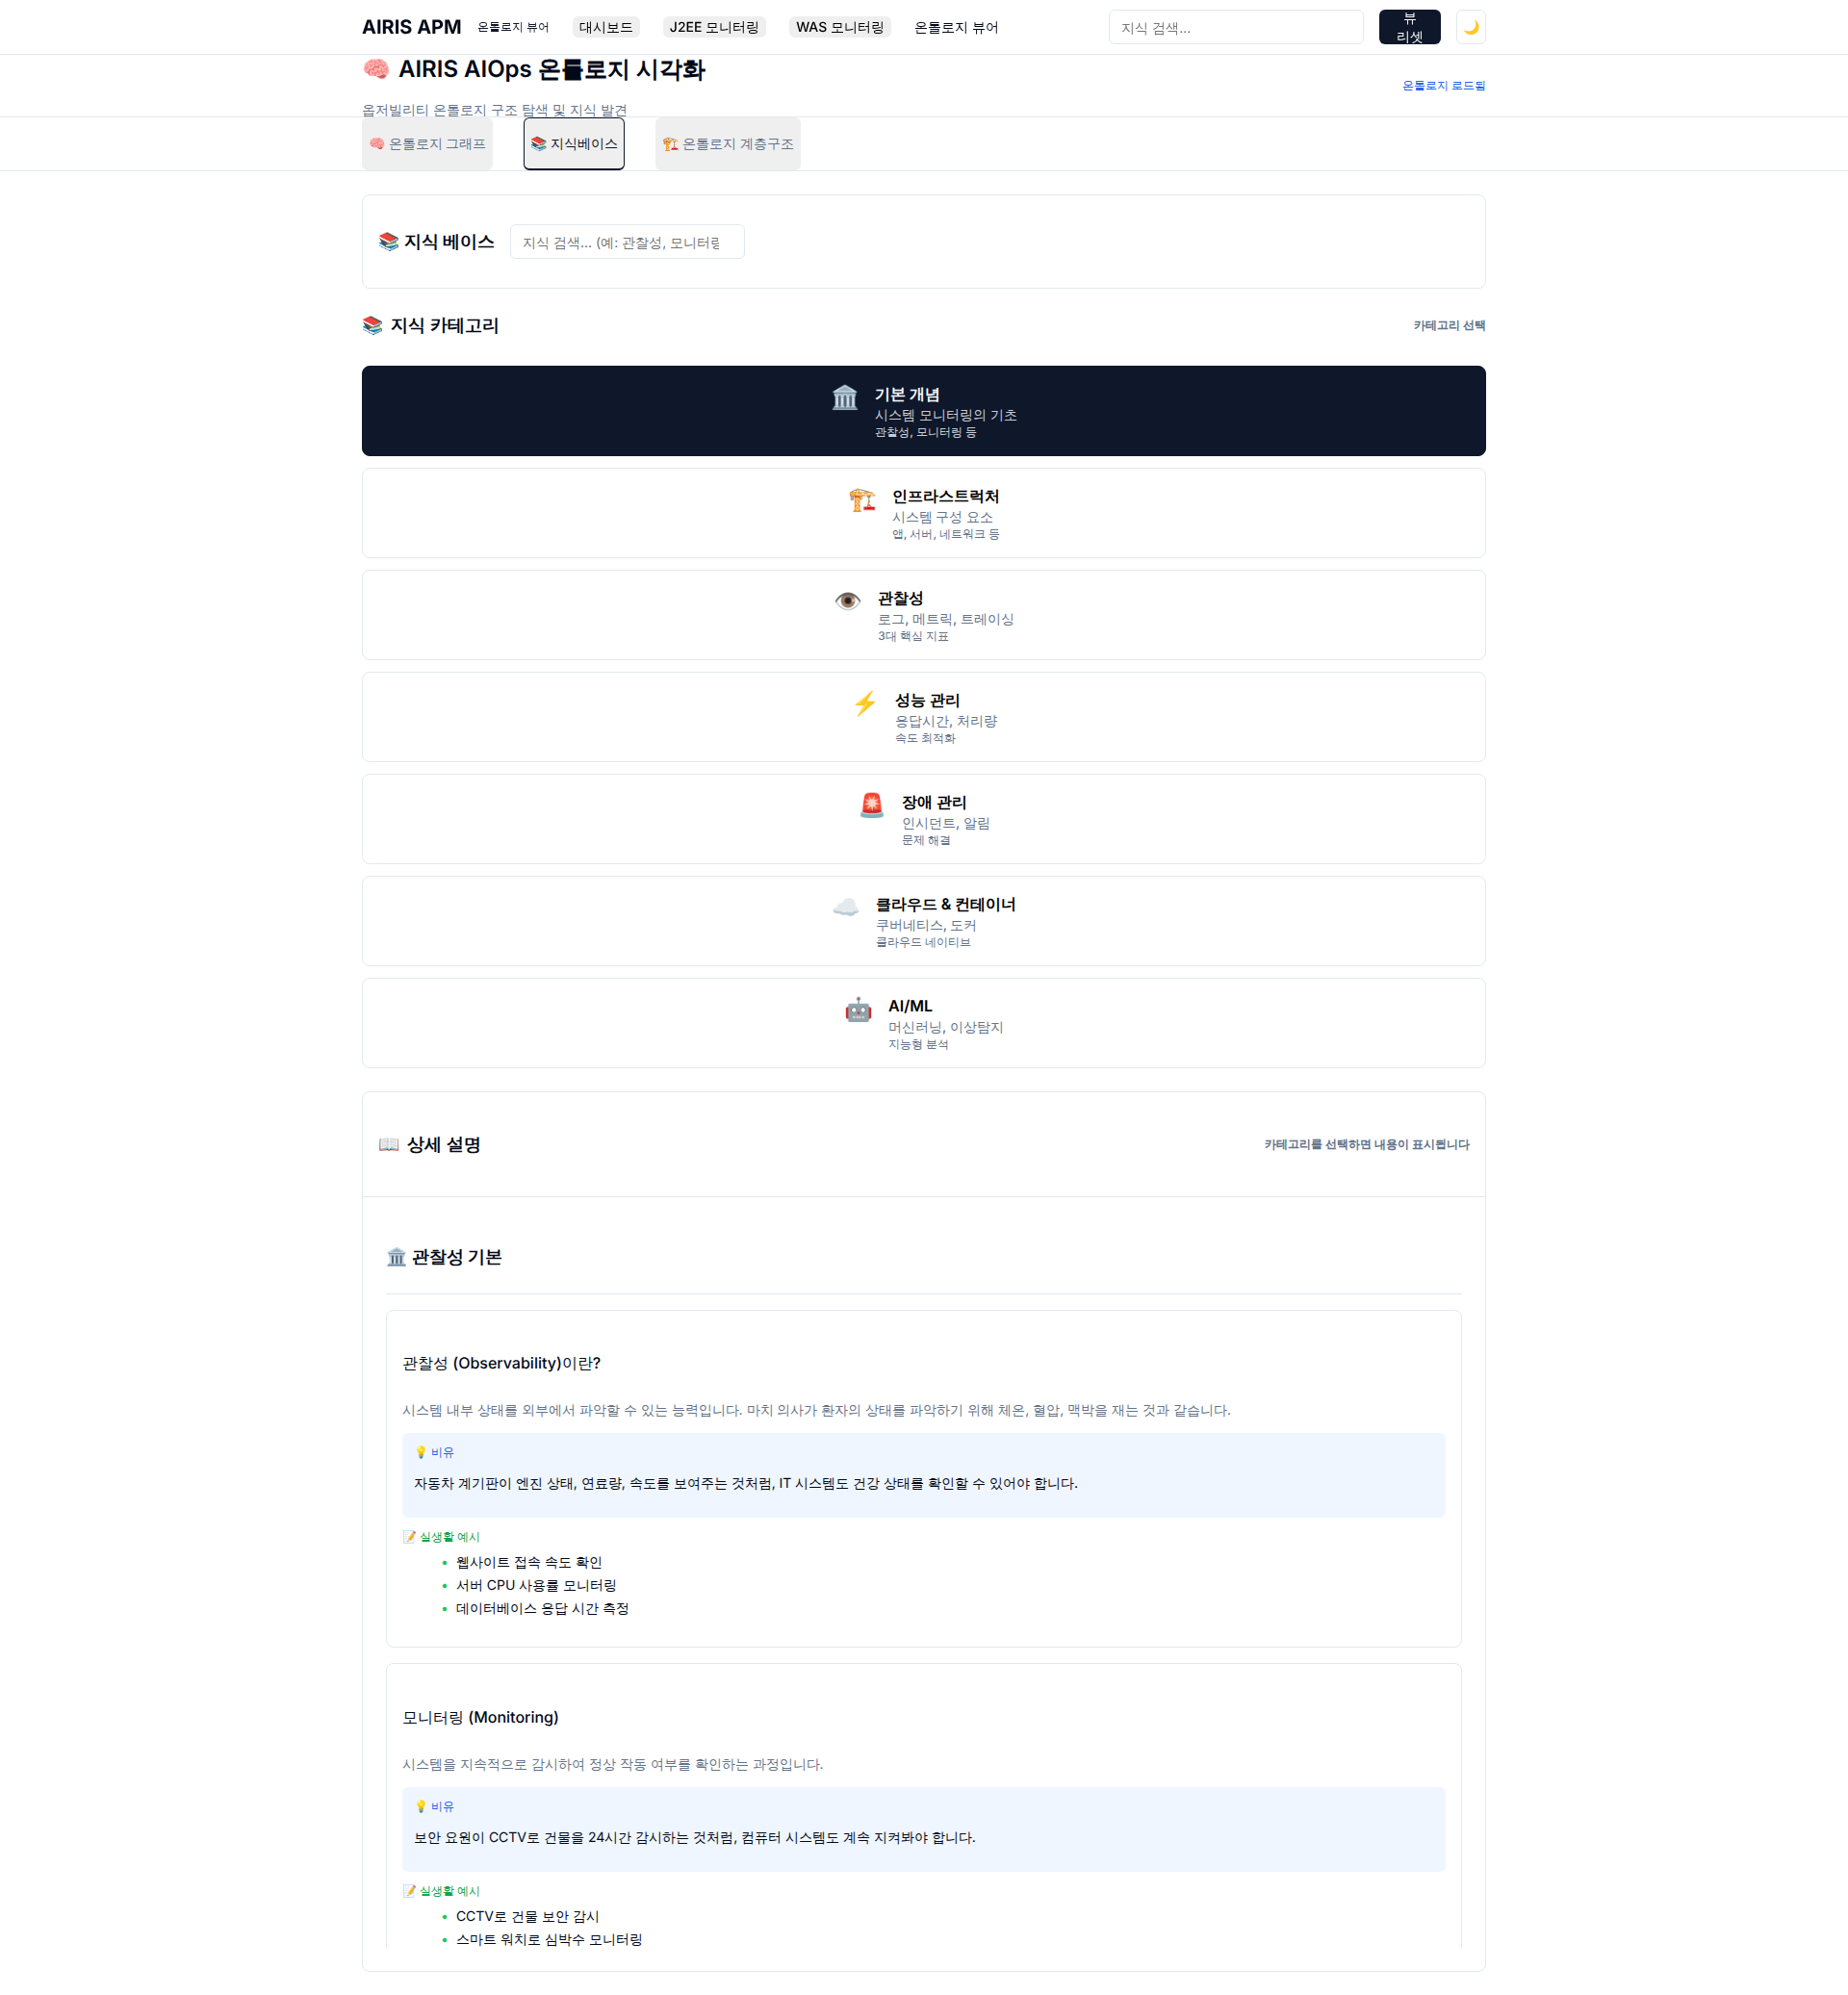 AIRIS APM 온톨로지 뷰어 대시보드 J2EE 모니터링 WAS 모니터링 온톨로지 뷰어 지식 검색... 뷰
리셋
🧠 AIRIS AIOps 온톨로지 시각화
온톨로지 로드됨
옵저빌리티 온톨로지 구조 탐색 및 지식 발견
🧠 온톨로지 그래프 📚 지식베이스 🏗️ 온톨로지 계층구조
📚 지식 베이스 지식 검색... (예: 관찰성, 모니터링
📚 지식 카테고리 카테고리 선택
기본 개념
시스템 모니터링의 기초
관찰성, 모니터링 등
인프라스트럭처
시스템 구성 요소
앱, 서버, 네트워크 등
관찰성
로그, 메트릭, 트레이싱
3대 핵심 지표
성능 관리
응답시간, 처리량
속도 최적화
장애 관리
인시던트, 알림
문제 해결
클라우드 & 컨테이너
쿠버네티스, 도커
클라우드 네이티브
AI/ML
머신러닝, 이상탐지
지능형 분석
📖 상세 설명 카테고리를 선택하면 내용이 표시됩니다
🏛️ 관찰성 기본
관찰성 (Observability)이란?
시스템 내부 상태를 외부에서 파악할 수 있는 능력입니다. 마치 의사가 환자의 상태를 파악하기 위해 체온, 혈압, 맥박을 재는 것과 같습니다.
💡 비유
자동차 계기판이 엔진 상태, 연료량, 속도를 보여주는 것처럼, IT 시스템도 건강 상태를 확인할 수 있어야 합니다.
📝 실생활 예시
• 웹사이트 접속 속도 확인
• 서버 CPU 사용률 모니터링
• 데이터베이스 응답 시간 측정
모니터링 (Monitoring)
시스템을 지속적으로 감시하여 정상 작동 여부를 확인하는 과정입니다.
💡 비유
보안 요원이 CCTV로 건물을 24시간 감시하는 것처럼, 컴퓨터 시스템도 계속 지켜봐야 합니다.
📝 실생활 예시
• CCTV로 건물 보안 감시
• 스마트 워치로 심박수 모니터링